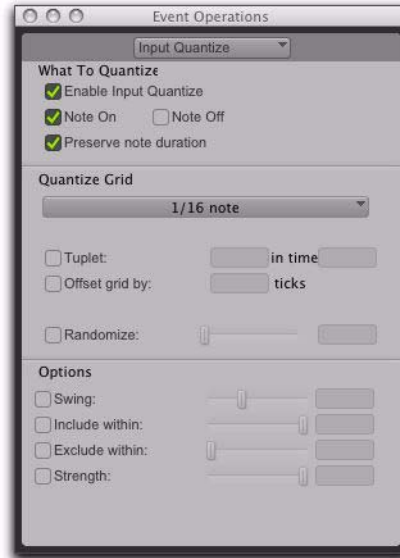 Event Operations
Input Quantize
What To Quantize
Enable Input Quantize
Note On Note Off
Preserve note duration
Quantize Grid
1/16 note
Tuplet: in time
Offset grid by: ticks
Randomize:
Options
Swing:
Include within:
Exclude within:
Strength: